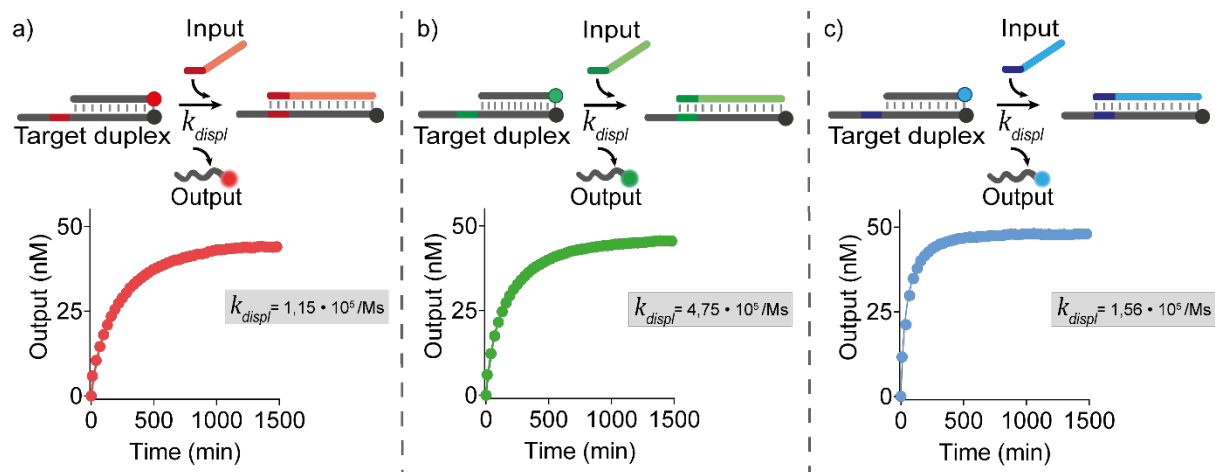 a)
Input
k_displ
Target duplex
Output
50
25
0
Output (nM)
k_displ= 1,15 • 10⁵/Ms
0 500 1000 1500
Time (min)
b)
Input
k_displ
Target duplex
Output
50
25
0
Output (nM)
k_displ= 4,75 • 10⁵/Ms
0 500 1000 1500
Time (min)
c)
Input
k_displ
Target duplex
Output
50
25
0
Output (nM)
k_displ= 1,56 • 10⁵/Ms
0 500 1000 1500
Time (min)